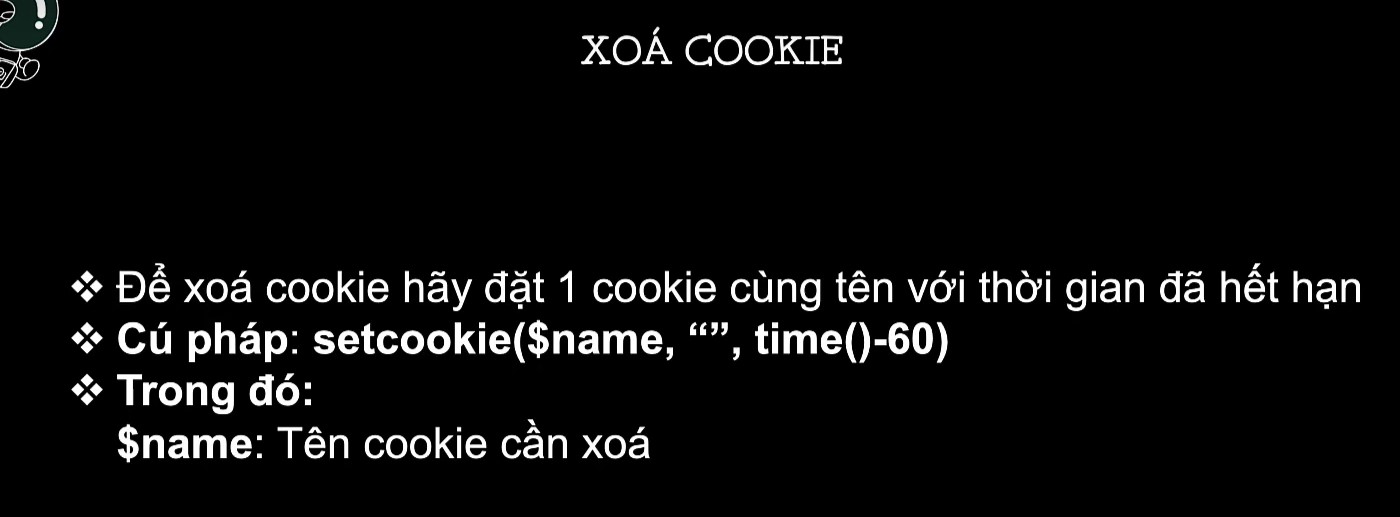 XOÁ COOKIE
❖ Để xoá cookie hãy đặt 1 cookie cùng tên với thời gian đã hết hạn
❖ Cú pháp: setcookie($name, “”, time()-60)
❖ Trong đó:
$name: Tên cookie cần xoá